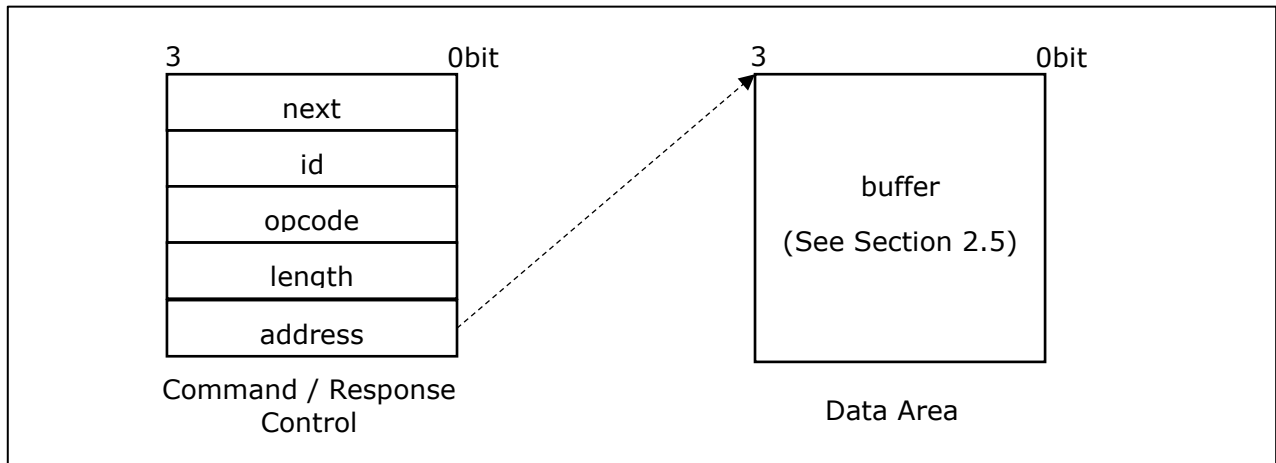 3 0bit
next
id
opcode
length
address
Command / Response
Control
3 0bit
buffer
(See Section 2.5)
Data Area